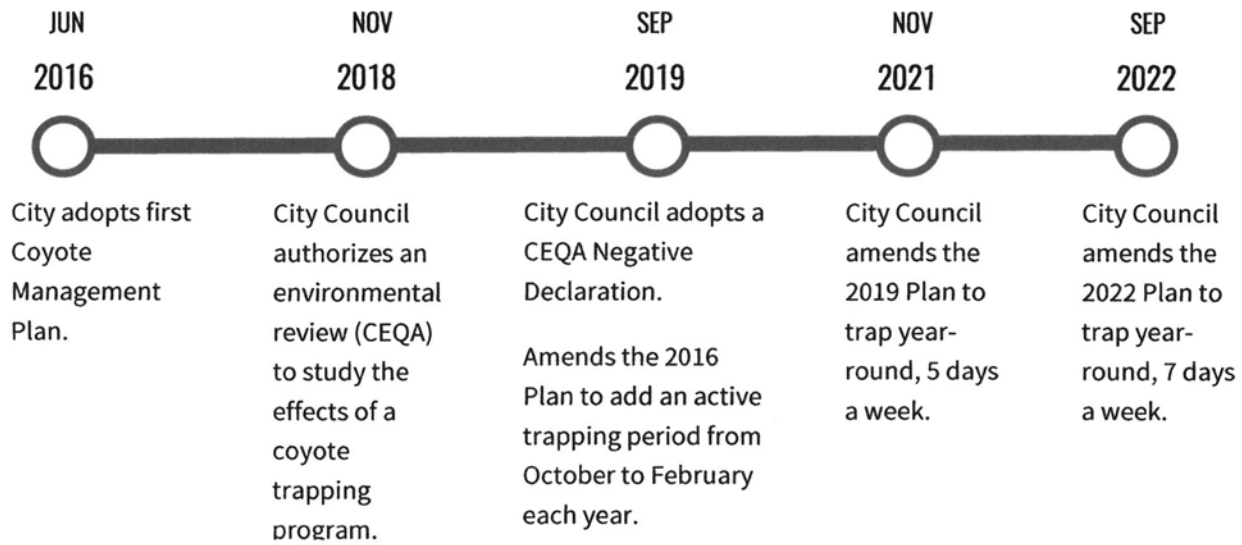 JUN
2016
City adopts first
Coyote
Management
Plan.
NOV
2018
City Council
authorizes an
environmental
review (CEQA)
to study the
effects of a
coyote
trapping
program.
SEP
2019
City Council adopts a
CEQA Negative
Declaration.
Amends the 2016
Plan to add an active
trapping period from
October to February
each year.
NOV
2021
City Council
amends the
2019 Plan to
trap year-
round, 5 days
a week.
SEP
2022
City Council
amends the
2022 Plan to
trap year-
round, 7 days
a week.